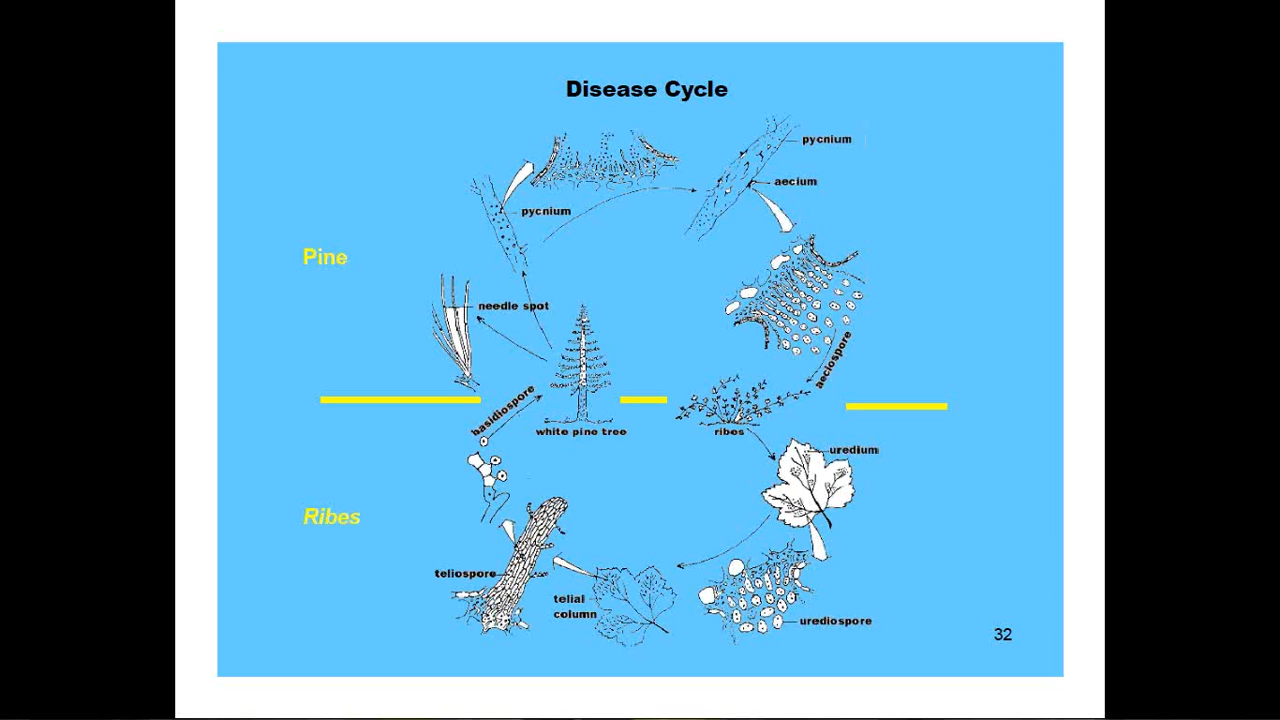 Disease Cycle
pycnium
aecium
pycnium
Pine
needle spot
aeciospore
basidiospore
white pine tree
ribes
uredium
Ribes
teliospore
telial
column
urediospore
32